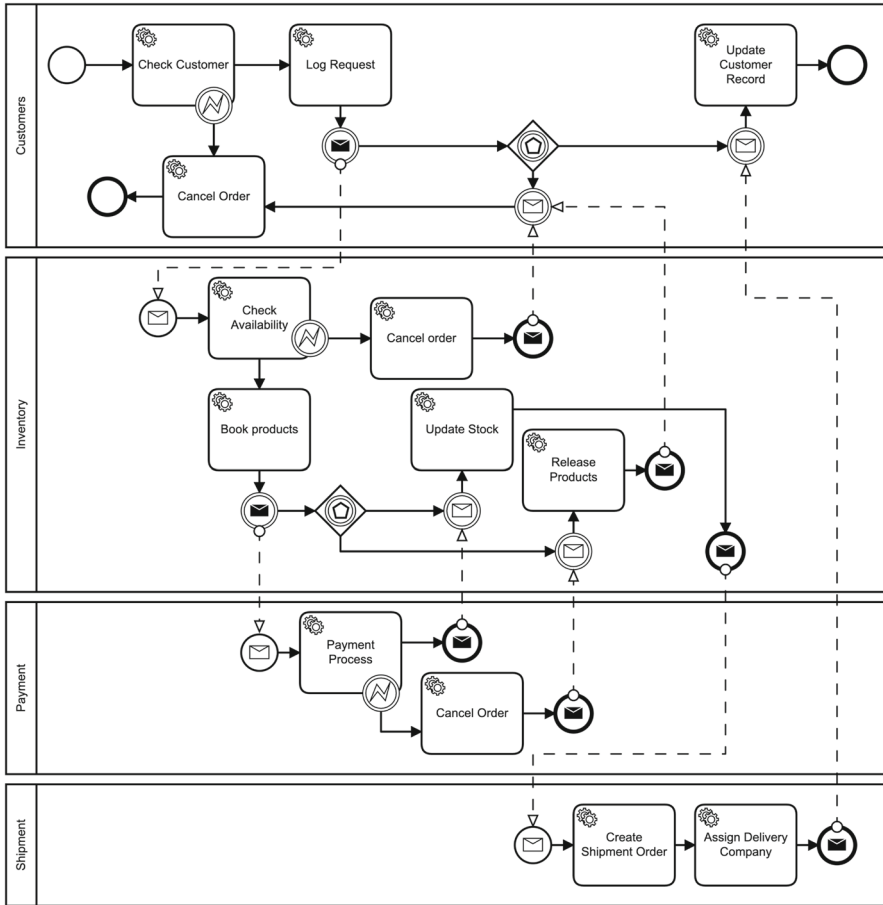 Customers
Check Customer
Log Request
Update
Customer
Record
Cancel Order
Inventory
Check
Availability
Cancel order
Book products
Update Stock
Release
Products
Payment
Payment
Process
Cancel Order
Shipment
Create
Shipment Order
Assign Delivery
Company